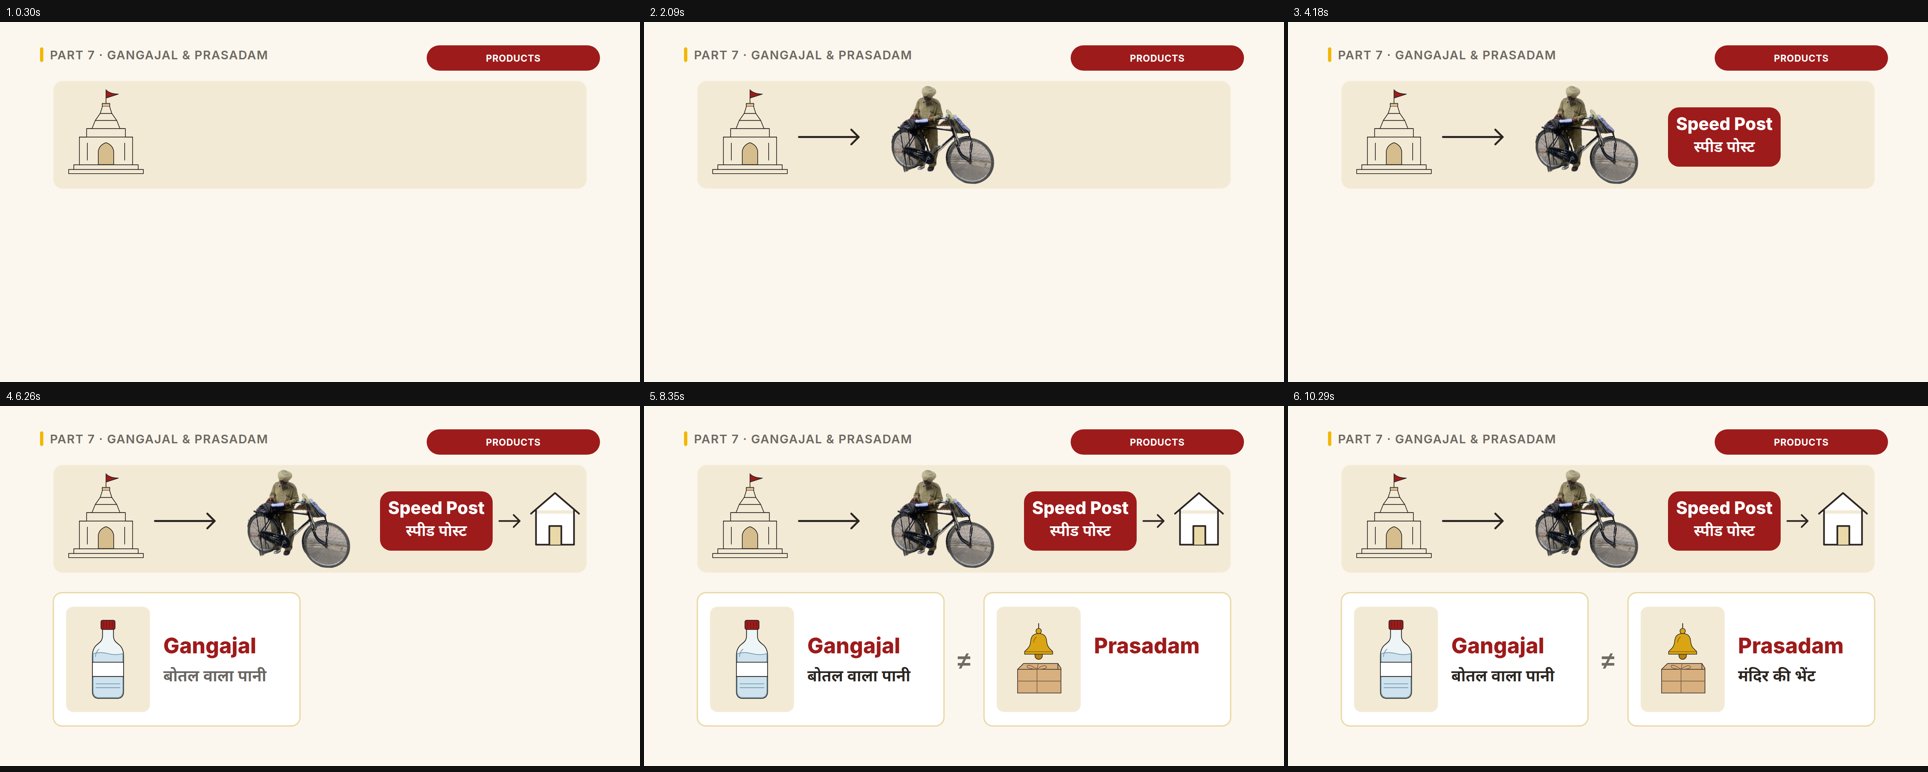 1. 0.30s
PART 7 · GANGAJAL & PRASADAM
PRODUCTS
2. 2.09s
PART 7 · GANGAJAL & PRASADAM
PRODUCTS
3. 4.18s
PART 7 · GANGAJAL & PRASADAM
PRODUCTS
Speed Post
स्पीड पोस्ट
4. 6.26s
PART 7 · GANGAJAL & PRASADAM
PRODUCTS
Speed Post
स्पीड पोस्ट
Gangajal
बोतल वाला पानी
5. 8.35s
PART 7 · GANGAJAL & PRASADAM
PRODUCTS
Speed Post
स्पीड पोस्ट
Gangajal
बोतल वाला पानी
≠
Prasadam
6. 10.29s
PART 7 · GANGAJAL & PRASADAM
PRODUCTS
Speed Post
स्पीड पोस्ट
Gangajal
बोतल वाला पानी
≠
Prasadam
मंदिर की भेंट